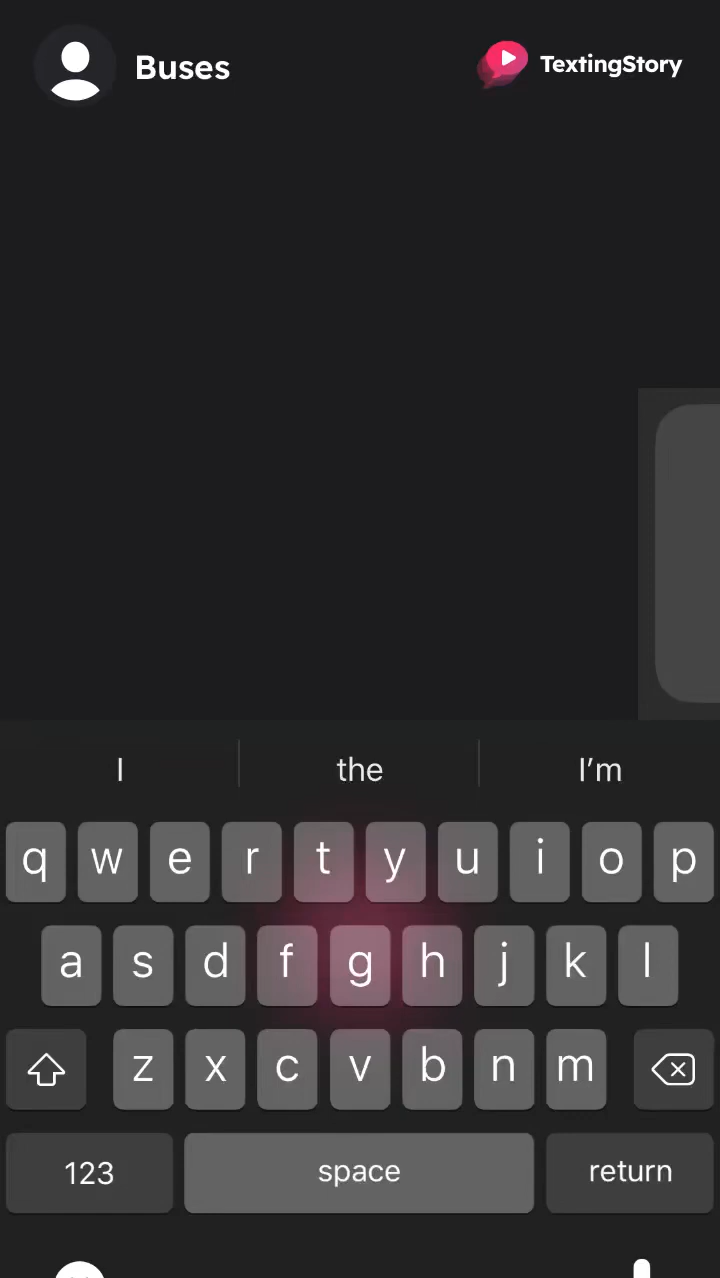 Buses
TextingStory
I the I'm
q w e r t y u i o p
a s d f g h j k l
z x c v b n m
123 space return